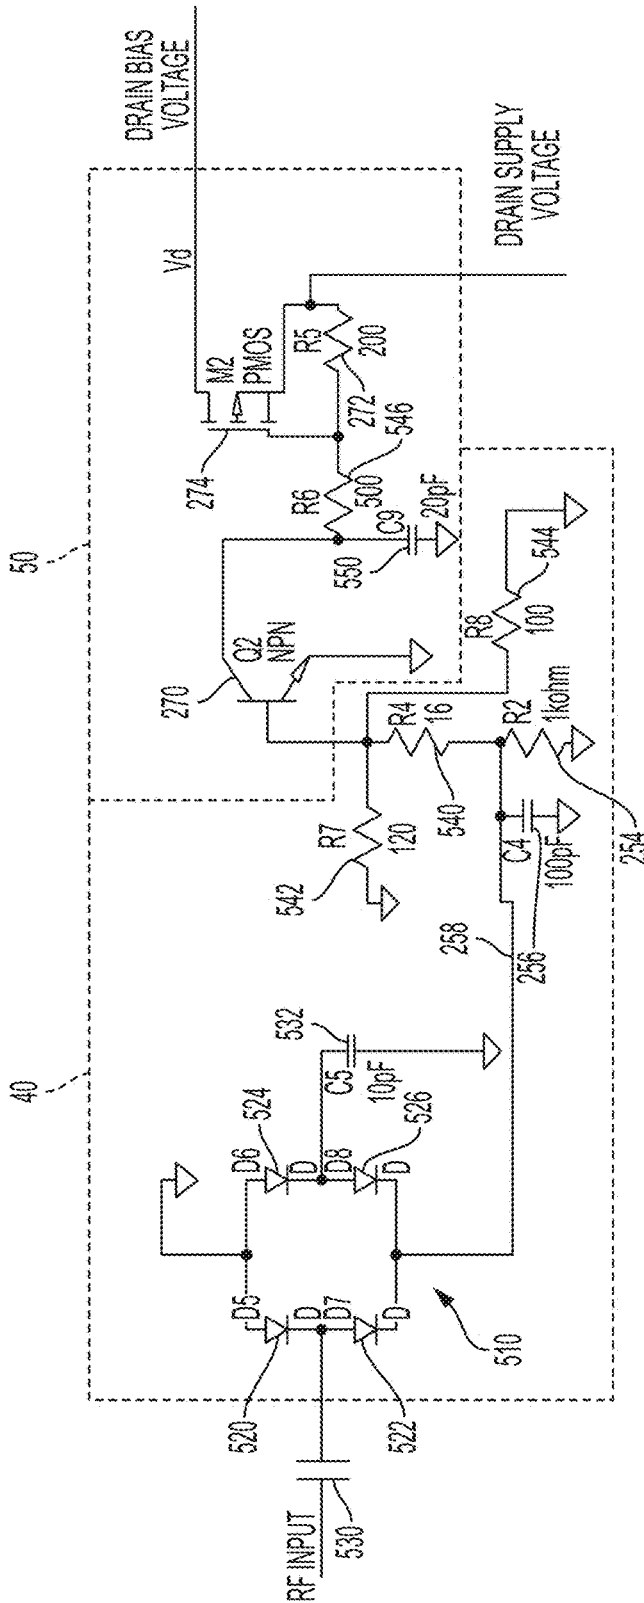 RF INPUT
530
40
520
D5
D
D7
D
522
510
524
D6
D
D8
D
526
532
C5
10pF
258
256
C4
100pF
254
R2
1kohm
542
R7
120
540
R4
16
R8
100
544
50
270
Q2
NPN
550
C9
20pF
R6
500
546
274
M2
PMOS
272
R5
200
Vd
DRAIN BIAS
VOLTAGE
DRAIN SUPPLY
VOLTAGE